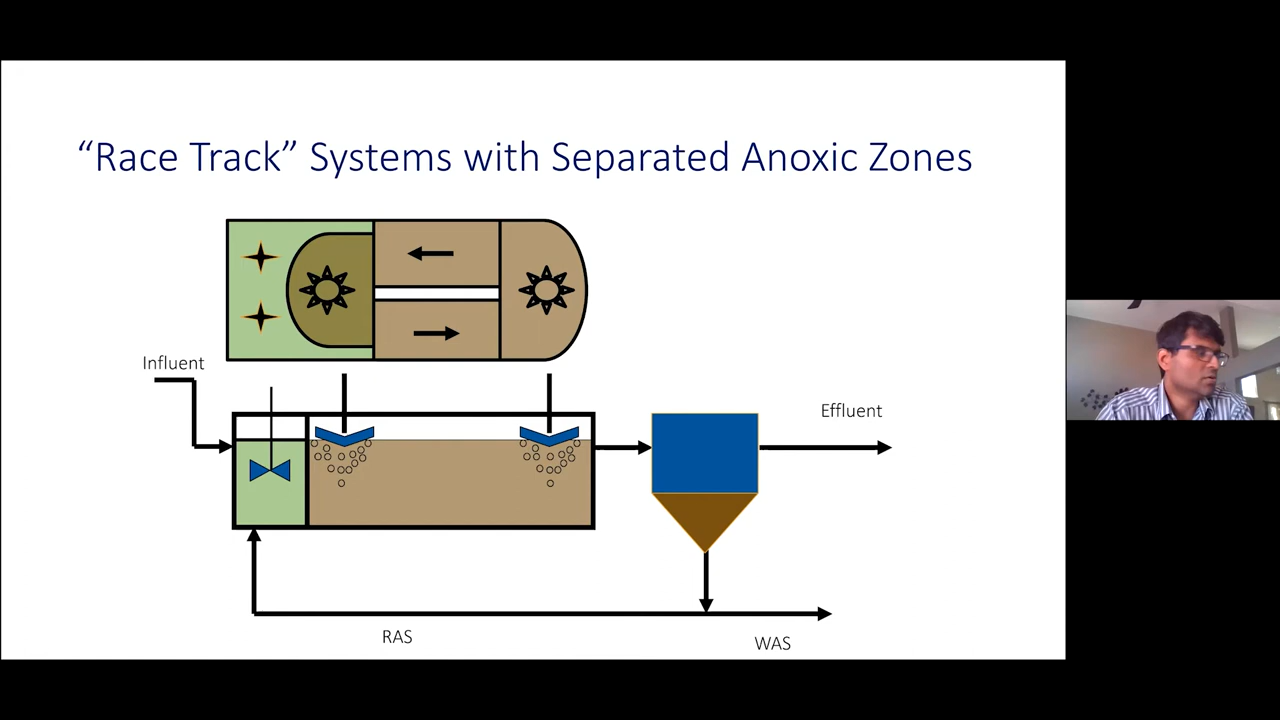 “Race Track” Systems with Separated Anoxic Zones
Influent
Effluent
RAS
WAS